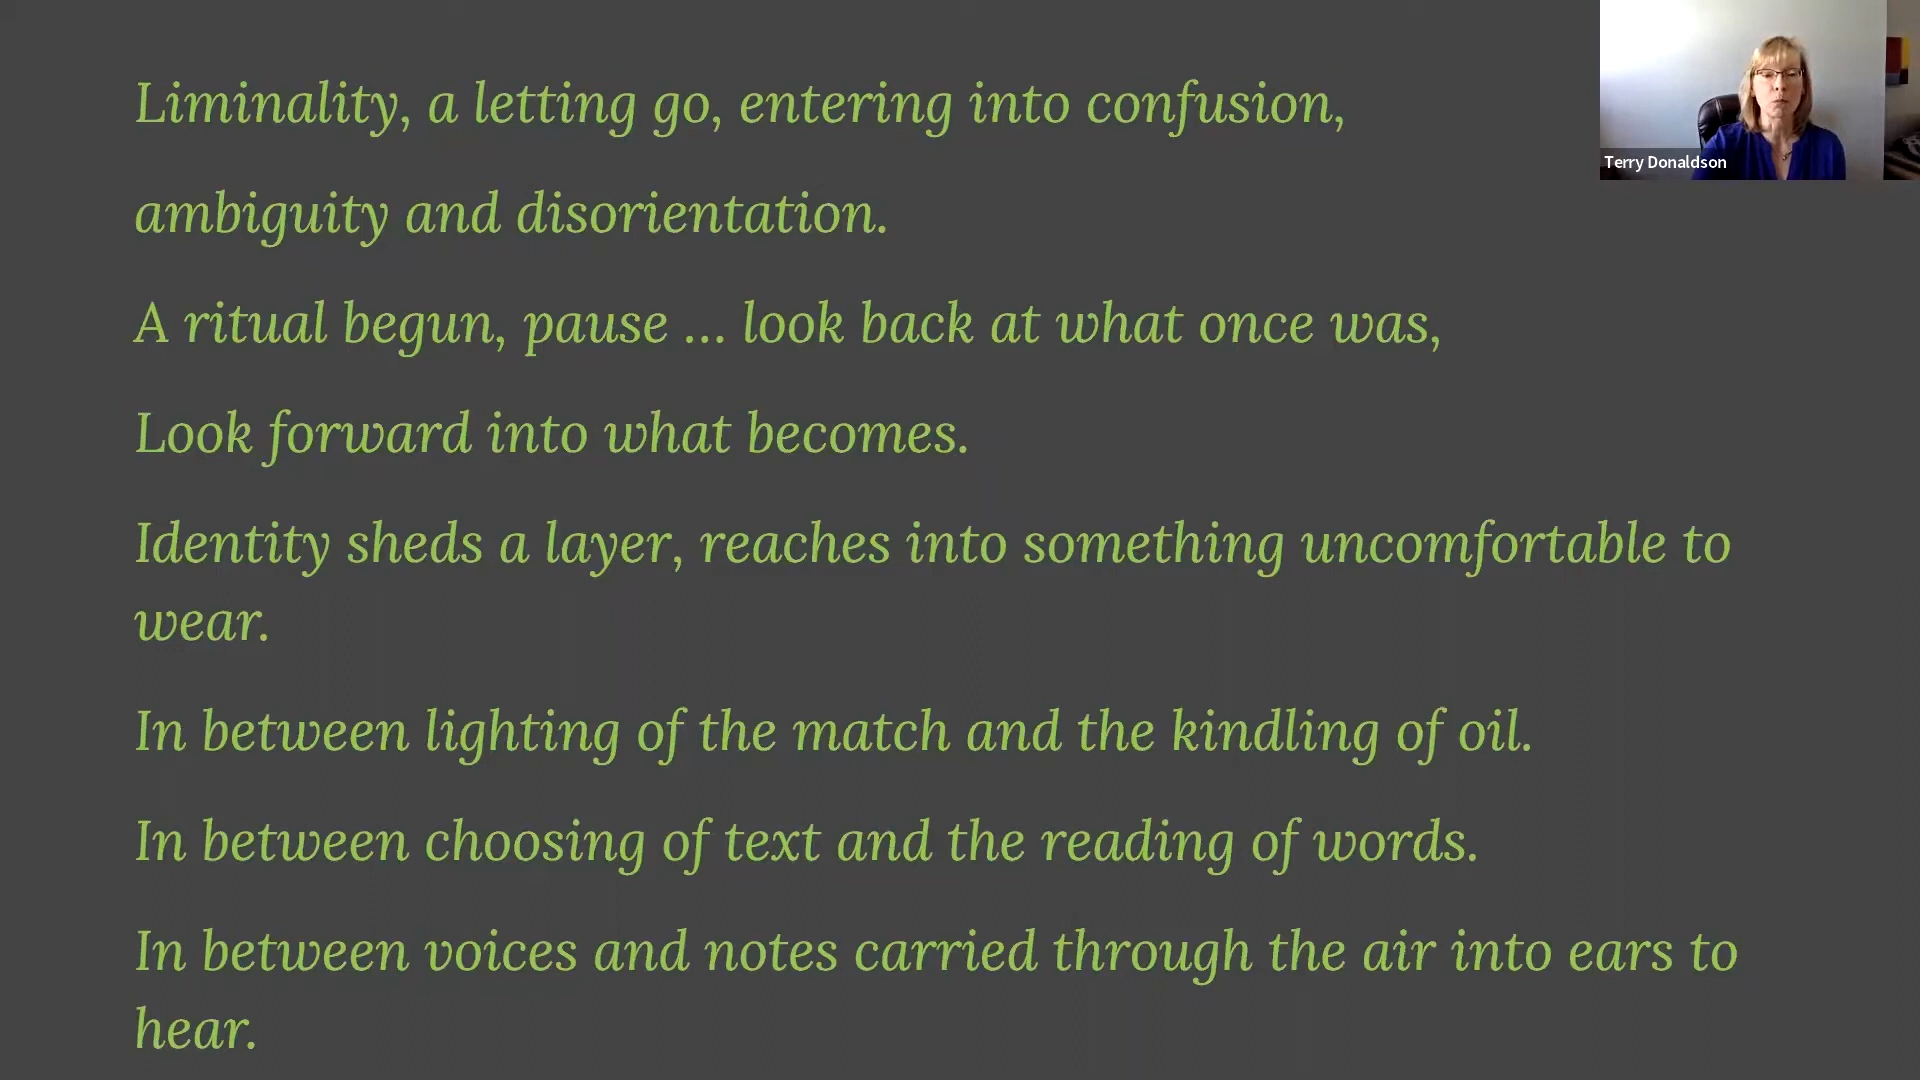 Liminality, a letting go, entering into confusion,
ambiguity and disorientation.
A ritual begun, pause ... look back at what once was,
Look forward into what becomes.
Identity sheds a layer, reaches into something uncomfortable to
wear.
In between lighting of the match and the kindling of oil.
In between choosing of text and the reading of words.
In between voices and notes carried through the air into ears to
hear.
Terry Donaldson